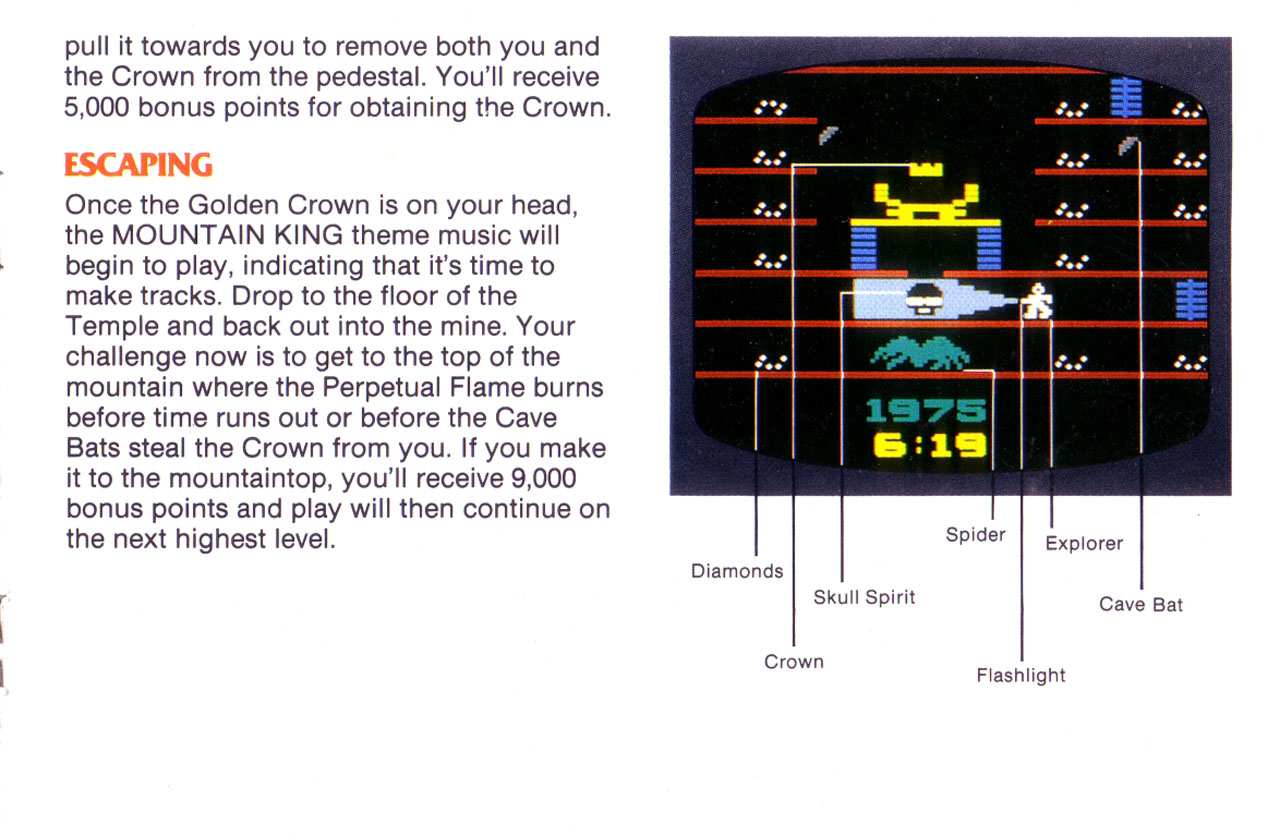 pull it towards you to remove both you and
the Crown from the pedestal. You'll receive
5,000 bonus points for obtaining the Crown.
ESCAPING
Once the Golden Crown is on your head,
the MOUNTAIN KING theme music will
begin to play, indicating that it's time to
make tracks. Drop to the floor of the
Temple and back out into the mine. Your
challenge now is to get to the top of the
mountain where the Perpetual Flame burns
before time runs out or before the Cave
Bats steal the Crown from you. If you make
it to the mountaintop, you'll receive 9,000
bonus points and play will then continue on
the next highest level.
1975
6:19
Spider
Explorer
Diamonds
Skull Spirit
Cave Bat
Crown
Flashlight